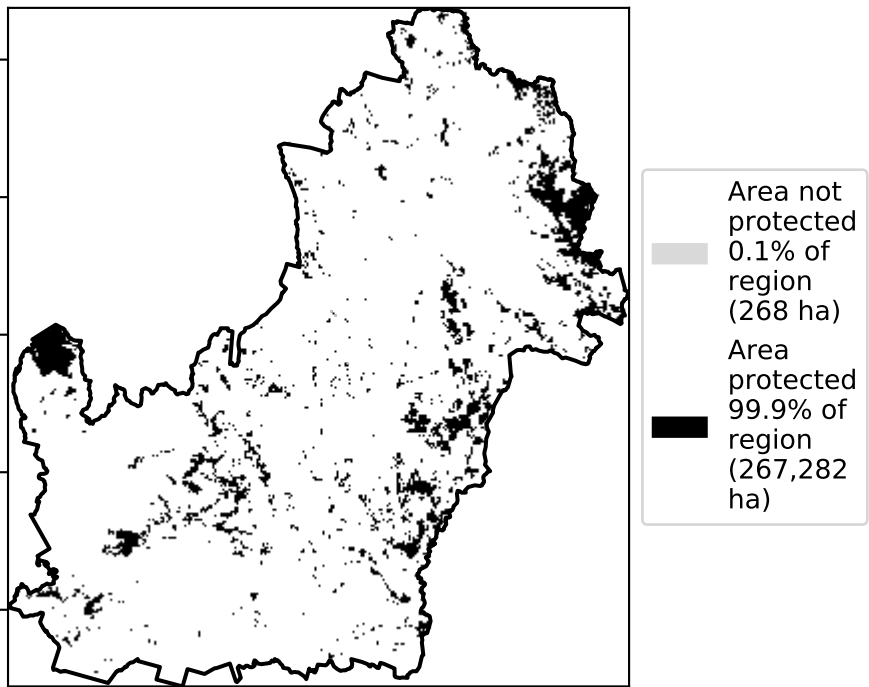 Area not
protected
0.1% of
region
(268 ha)
Area
protected
99.9% of
region
(267,282
ha)